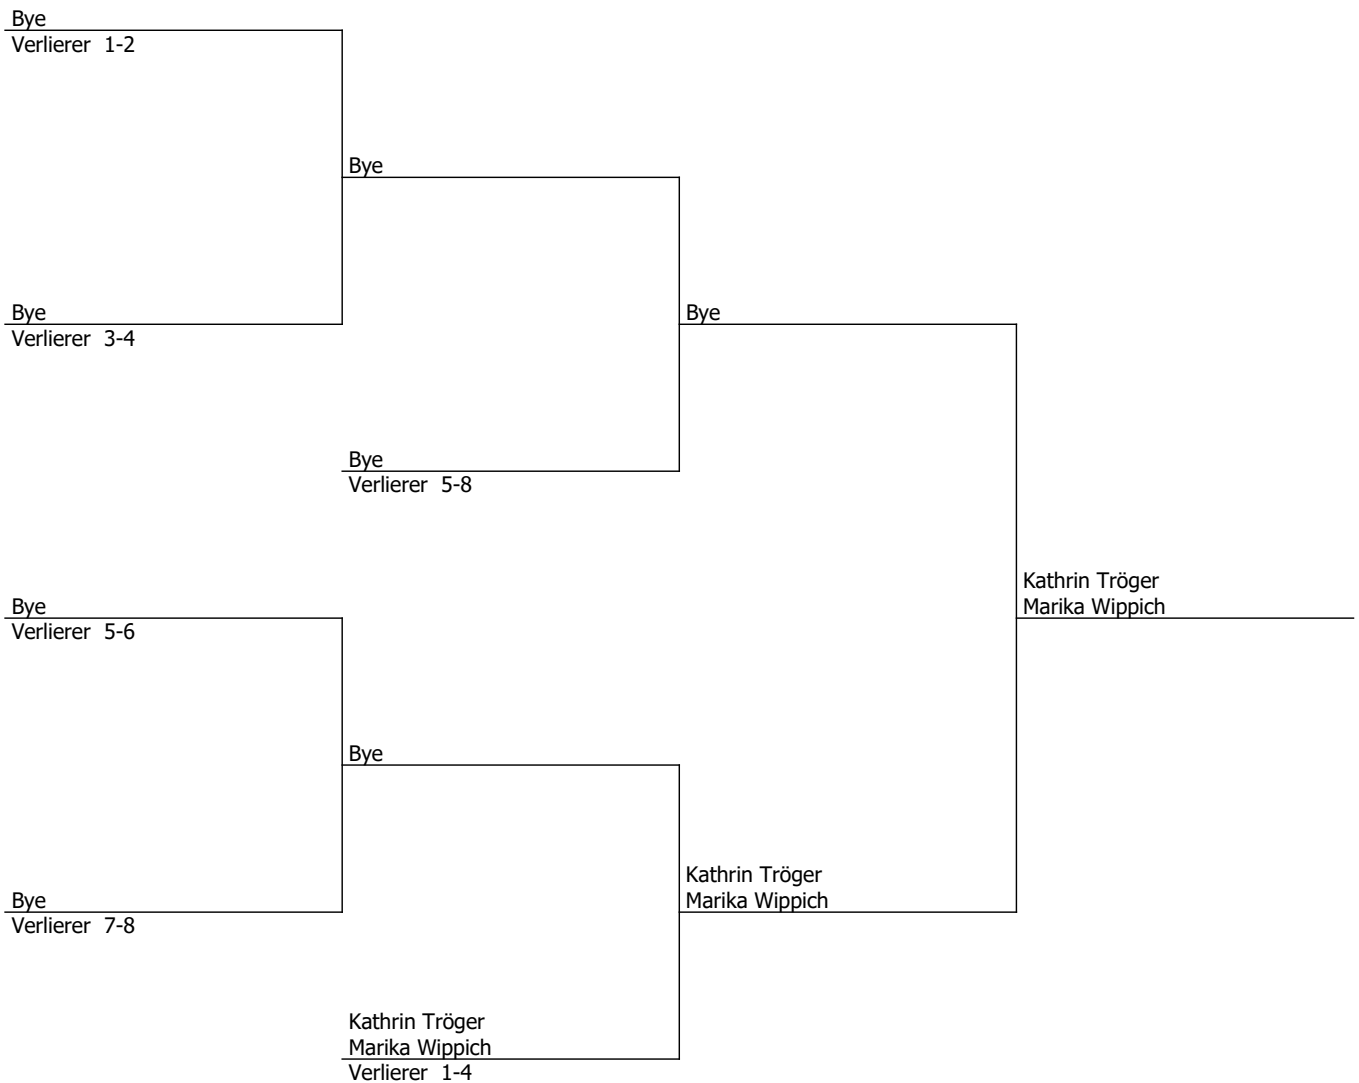 Bye
Verlierer 1-2
Bye
Bye
Verlierer 3-4
Bye
Bye
Verlierer 5-8
Kathrin Tröger
Marika Wippich
Bye
Verlierer 5-6
Bye
Kathrin Tröger
Marika Wippich
Bye
Verlierer 7-8
Kathrin Tröger
Marika Wippich
Verlierer 1-4